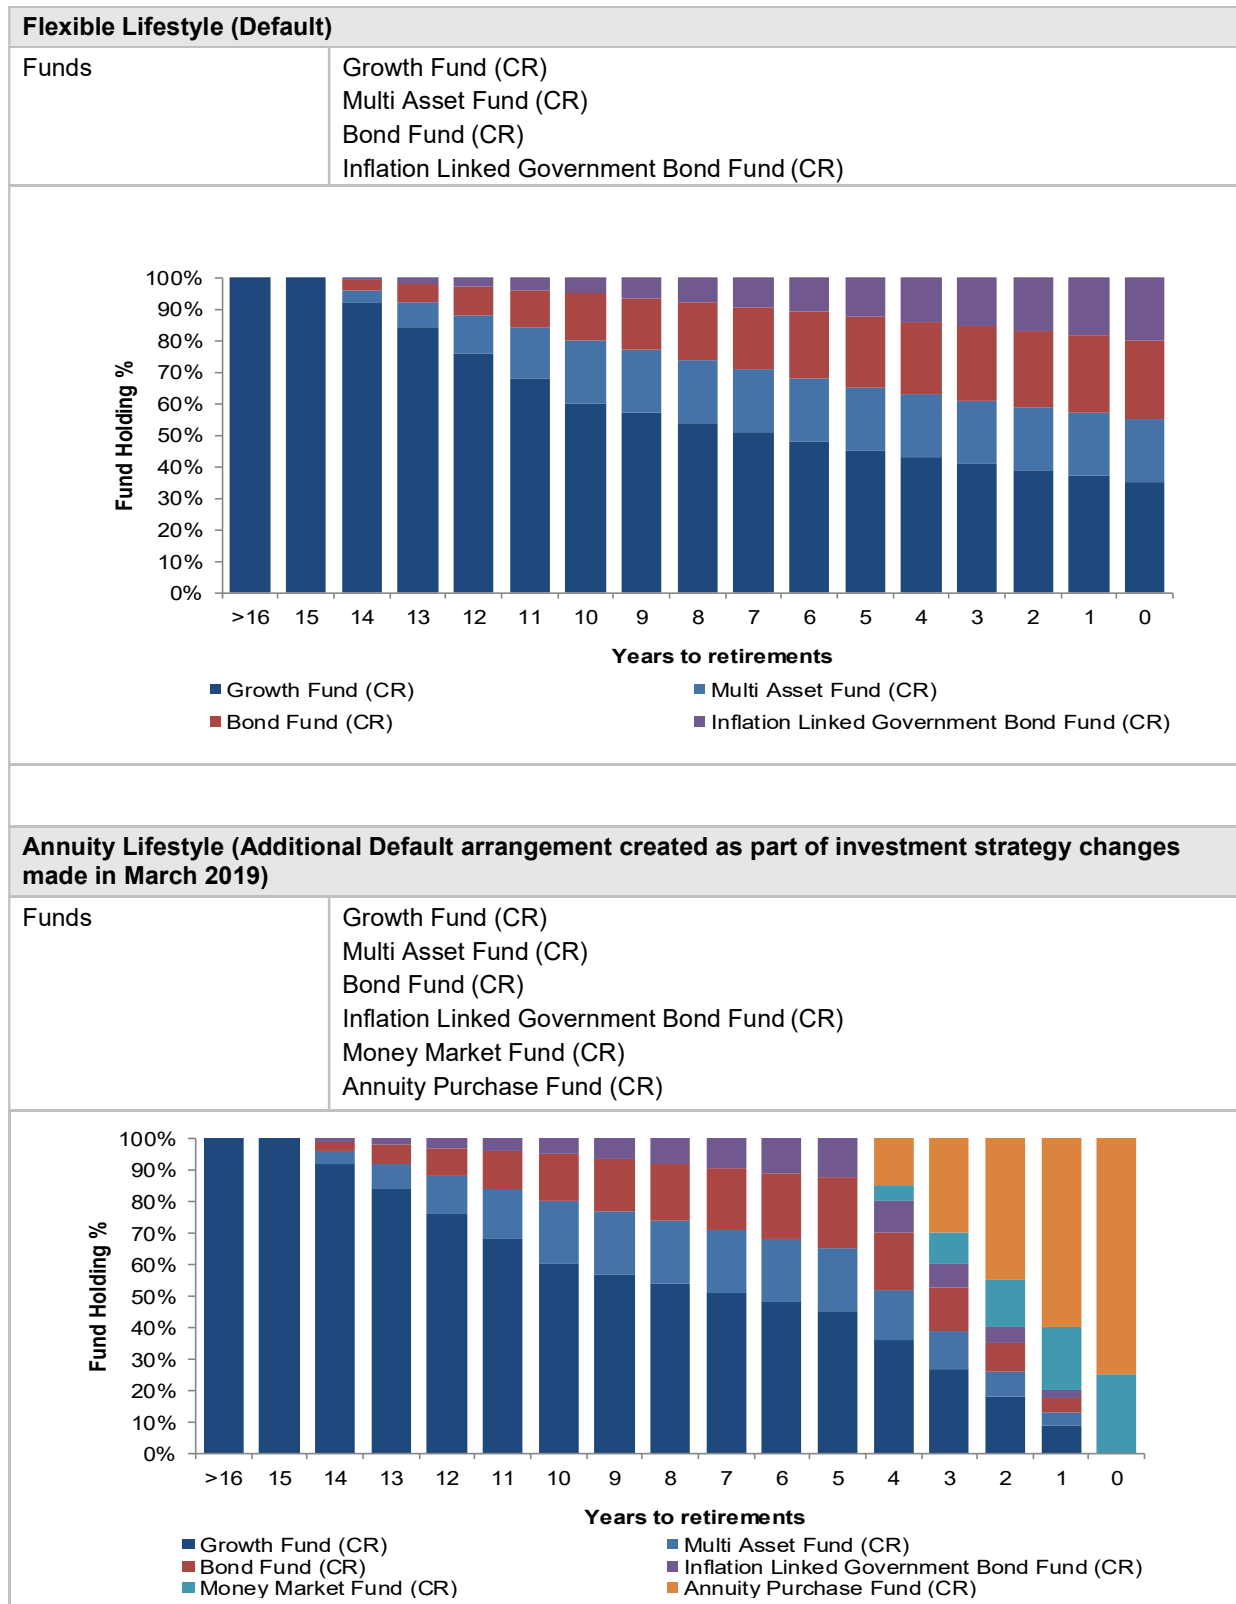 Flexible Lifestyle (Default)
Funds
Growth Fund (CR)
Multi Asset Fund (CR)
Bond Fund (CR)
Inflation Linked Government Bond Fund (CR)
100%
90%
80%
70%
60%
50%
40%
30%
20%
10%
0%
Fund Holding %
>16 15 14 13 12 11 10 9 8 7 6 5 4 3 2 1 0
Years to retirements
Growth Fund (CR) Multi Asset Fund (CR)
Bond Fund (CR) Inflation Linked Government Bond Fund (CR)
Annuity Lifestyle (Additional Default arrangement created as part of investment strategy changes
made in March 2019)
Funds
Growth Fund (CR)
Multi Asset Fund (CR)
Bond Fund (CR)
Inflation Linked Government Bond Fund (CR)
Money Market Fund (CR)
Annuity Purchase Fund (CR)
100%
90%
80%
70%
60%
50%
40%
30%
20%
10%
0%
Fund Holding %
>16 15 14 13 12 11 10 9 8 7 6 5 4 3 2 1 0
Years to retirements
Growth Fund (CR) Multi Asset Fund (CR)
Bond Fund (CR) Inflation Linked Government Bond Fund (CR)
Money Market Fund (CR) Annuity Purchase Fund (CR)